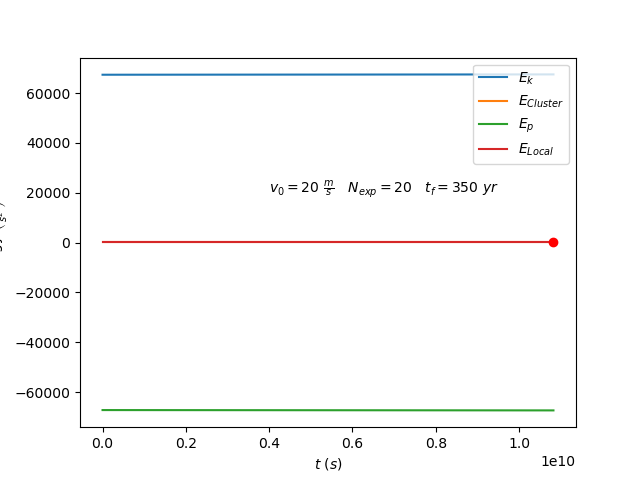 E_k
E_Cluster
E_p
E_Local
v_0 = 20 m/s N_exp = 20 t_f = 350 yr
60000
40000
20000
0
−20000
−40000
−60000
0.0 0.2 0.4 0.6 0.8 1.0
1e10
t (s)